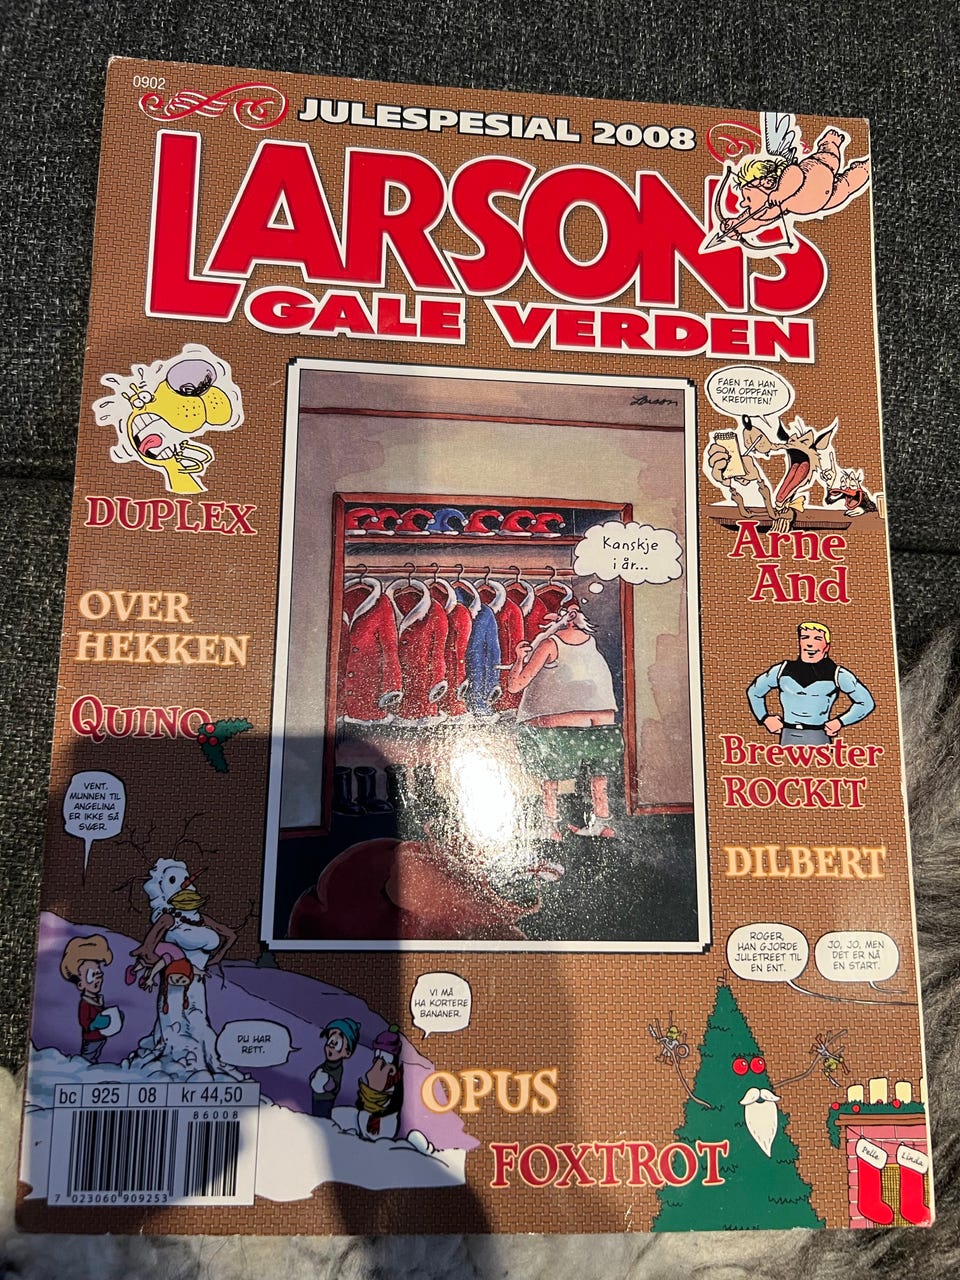 0902
JULESPESIAL 2008
LARSONS
GALE VERDEN
Larson
FAEN TA HAN
SOM OPPFANT
KREDITTEN!
DUPLEX
Arne
And
Kanskje
i år...
OVER
HEKKEN
QUINO
Brewster
ROCKIT
VENT.
MUNNEN TIL
ANGELINA
ER IKKE SÅ
SVÆR.
DILBERT
ROGER,
HAN GJORDE
JULETREET TIL
EN ENT.
JO, JO, MEN
DET ER NÅ
EN START.
VI MÅ
HA KORTERE
BANANER.
DU HAR
RETT.
OPUS
FOXTROT
Pelle
Linda
bc 925 08 kr 44,50
86008
7 023060 909253